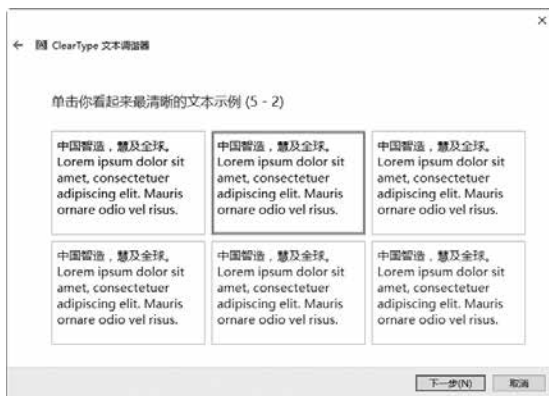 ClearType 文本调谐器
单击你看起来最清晰的文本示例 (5 - 2)
中国智造，慧及全球。
Lorem ipsum dolor sit
amet, consectetuer
adipiscing elit. Mauris
ornare odio vel risus.
中国智造，慧及全球。
Lorem ipsum dolor sit
amet, consectetuer
adipiscing elit. Mauris
ornare odio vel risus.
中国智造，慧及全球。
Lorem ipsum dolor sit
amet, consectetuer
adipiscing elit. Mauris
ornare odio vel risus.
中国智造，慧及全球。
Lorem ipsum dolor sit
amet, consectetuer
adipiscing elit. Mauris
ornare odio vel risus.
中国智造，慧及全球。
Lorem ipsum dolor sit
amet, consectetuer
adipiscing elit. Mauris
ornare odio vel risus.
中国智造，慧及全球。
Lorem ipsum dolor sit
amet, consectetuer
adipiscing elit. Mauris
ornare odio vel risus.
下一步(N) 取消